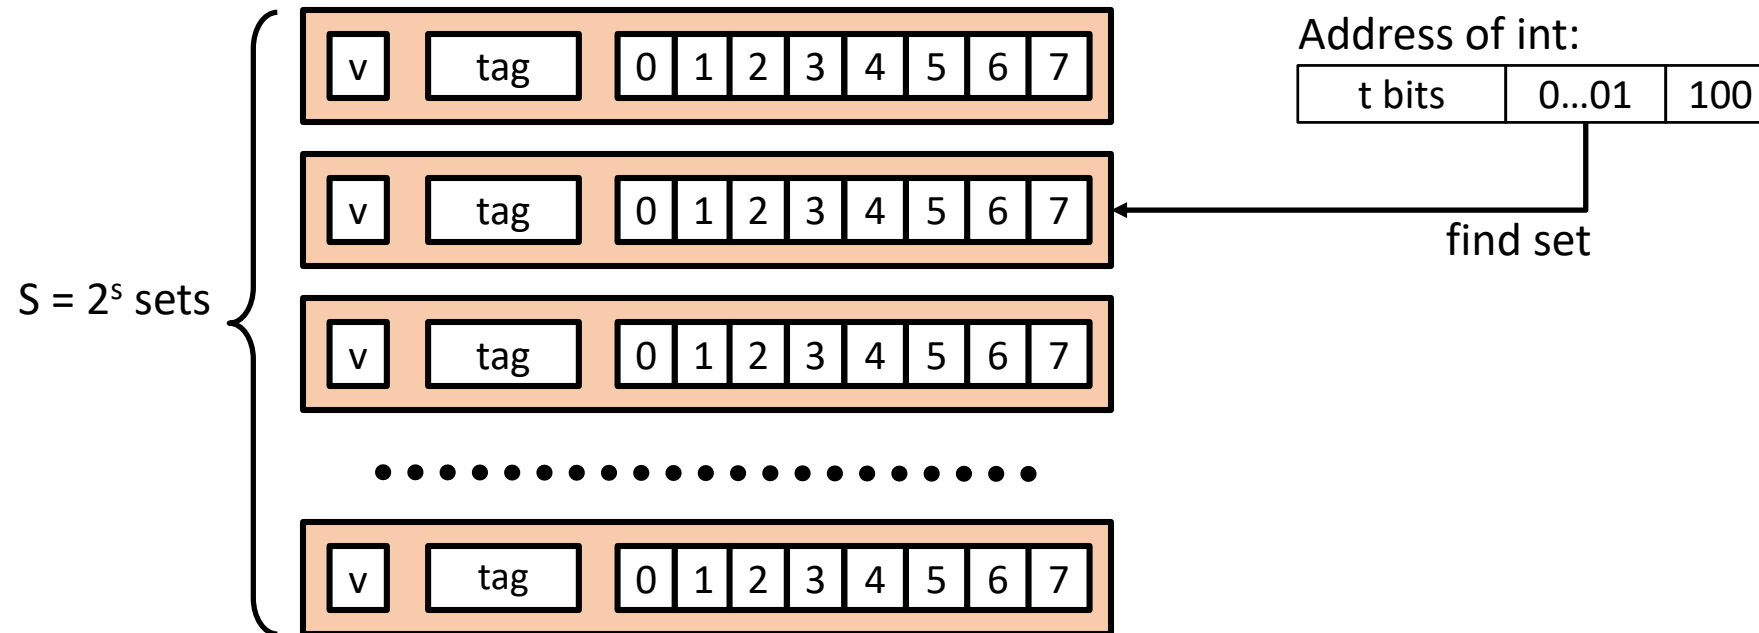 v tag 0 1 2 3 4 5 6 7
Address of int:
t bits 0...01 100
v tag 0 1 2 3 4 5 6 7
find set
S = 2ˢ sets
v tag 0 1 2 3 4 5 6 7
v tag 0 1 2 3 4 5 6 7